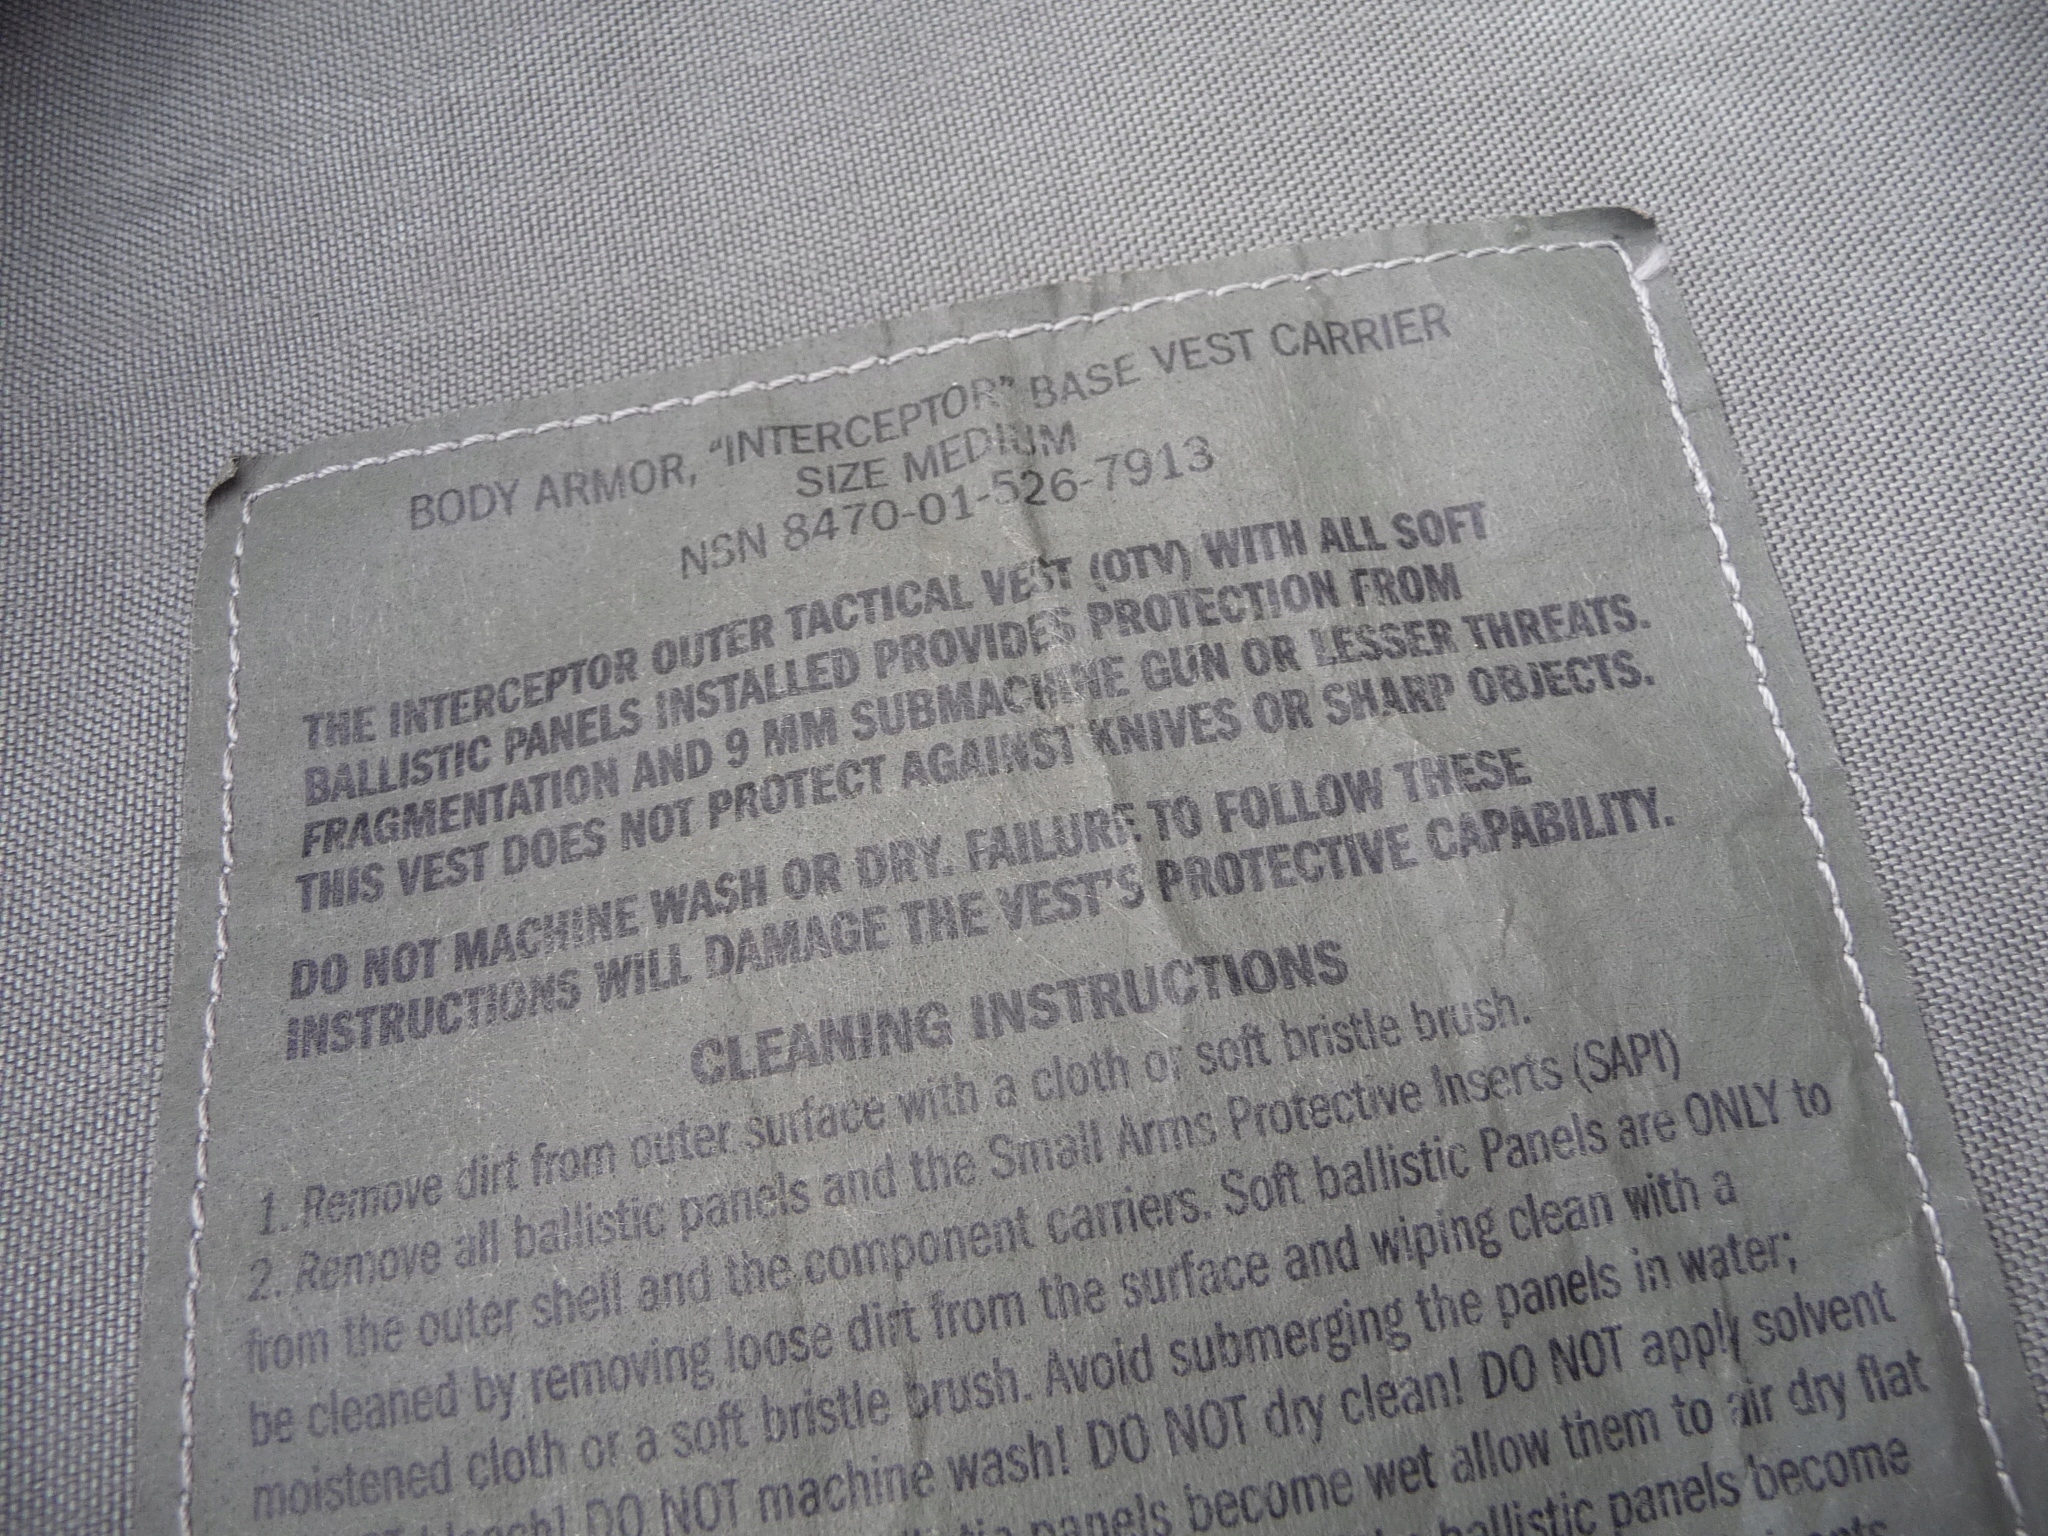 BODY ARMOR, “INTERCEPTOR” BASE VEST CARRIER
SIZE MEDIUM
NSN 8470-01-526-7913
THE INTERCEPTOR OUTER TACTICAL VEST (OTV) WITH ALL SOFT
BALLISTIC PANELS INSTALLED PROVIDES PROTECTION FROM
FRAGMENTATION AND 9 MM SUBMACHINE GUN OR LESSER THREATS.
THIS VEST DOES NOT PROTECT AGAINST KNIVES OR SHARP OBJECTS.
DO NOT MACHINE WASH OR DRY. FAILURE TO FOLLOW THESE
INSTRUCTIONS WILL DAMAGE THE VEST'S PROTECTIVE CAPABILITY.
CLEANING INSTRUCTIONS
1. Remove dirt from outer surface with a cloth or soft bristle brush.
2. Remove all ballistic panels and the Small Arms Protective Inserts (SAPI)
from the outer shell and the component carriers. Soft ballistic Panels are ONLY to
be cleaned by removing loose dirt from the surface and wiping clean with a
moistened cloth or a soft bristle brush. Avoid submerging the panels in water;
DO NOT machine wash! DO NOT dry clean! DO NOT apply solvent
panels become wet allow them to air dry flat
ballistic panels become